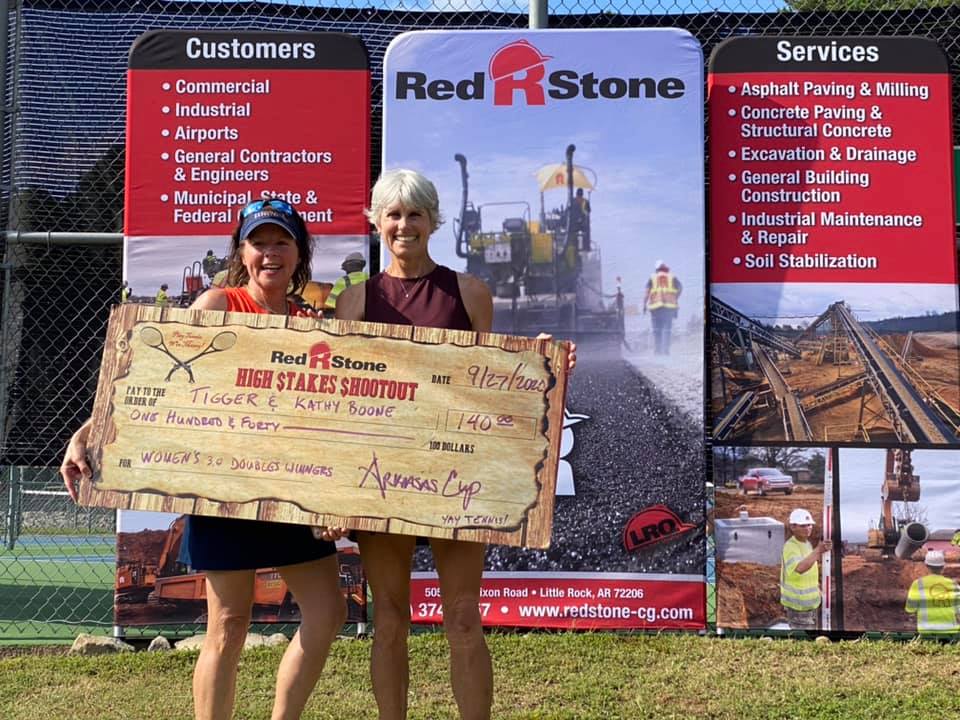 Customers
• Commercial
• Industrial
• Airports
• General Contractors
& Engineers
• Municipal, State &
Federal
Red R Stone
Services
• Asphalt Paving & Milling
• Concrete Paving &
Structural Concrete
• Excavation & Drainage
• General Building
Construction
• Industrial Maintenance
& Repair
• Soil Stabilization
Red R Stone
HIGH $TAKES $HOOTOUT
DATE 9/27/2020
PAY TO THE
ORDER OF
TIGGER & KATHY BOONE
140.00
ONE HUNDRED & FORTY
100 DOLLARS
FOR WOMEN'S 3.0 DOUBLES WINNERS
ARKANSAS CUP
YAY TENNIS!
LRQ
Road • Little Rock, AR 72206
• www.redstone-cg.com